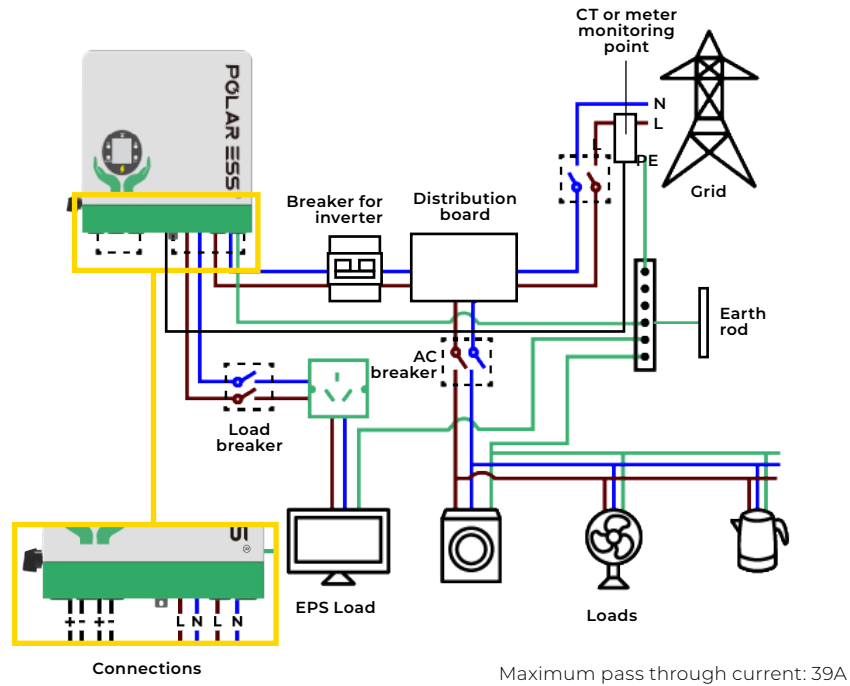 CT or meter
monitoring
point
POLAR ESS
N
L
L
PE
Grid
Breaker for
inverter
Distribution
board
Earth
rod
AC
breaker
Load
breaker
S
®
+ - + - L N L N
EPS Load
Loads
Connections
Maximum pass through current: 39A